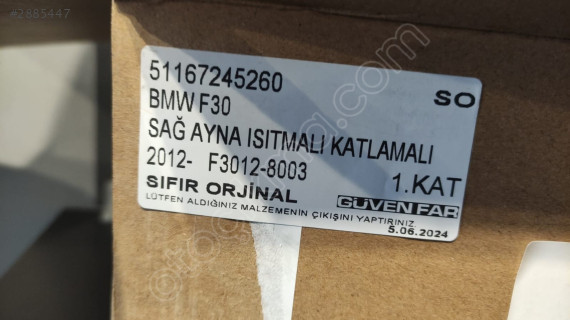 #2885447
51167245260 SO
BMW F30
SAĞ AYNA ISITMALI KATLAMALI
2012- F3012-8003
SIFIR ORJİNAL 1.KAT
LÜTFEN ALDIĞINIZ MALZEMENİN ÇIKIŞINI YAPTIRINIZ. GÜVEN FAR
5.06.2024